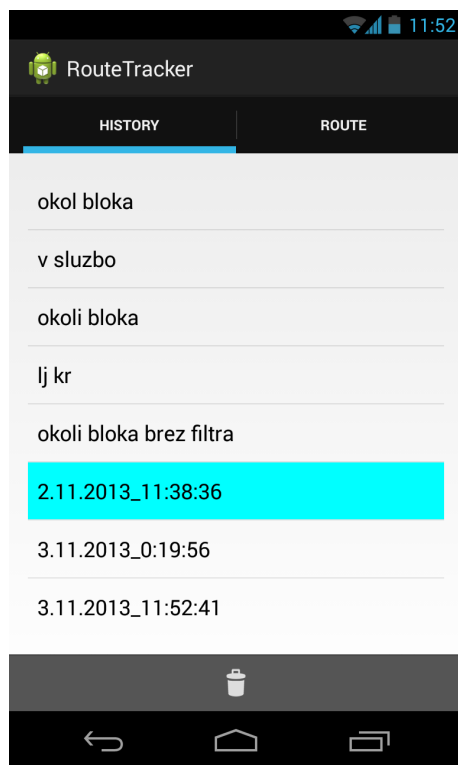 11:52
RouteTracker
HISTORY ROUTE
okol bloka
v sluzbo
okoli bloka
lj kr
okoli bloka brez filtra
2.11.2013_11:38:36
3.11.2013_0:19:56
3.11.2013_11:52:41